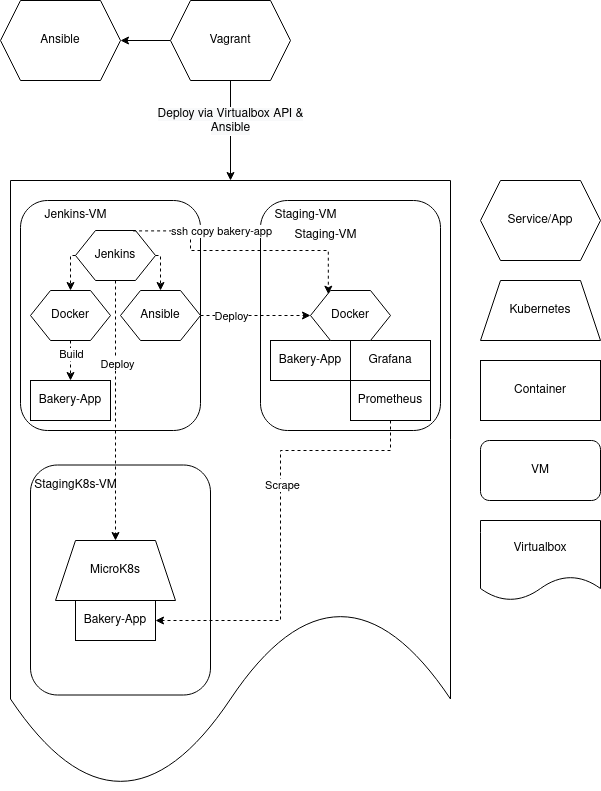 Ansible
Vagrant
Deploy via Virtualbox API &
Ansible
Jenkins-VM
Staging-VM
ssh copy bakery-app
Staging-VM
Jenkins
Docker
Ansible
Deploy
Docker
Build
Deploy
Bakery-App
Grafana
Bakery-App
Prometheus
StagingK8s-VM
Scrape
MicroK8s
Bakery-App
Service/App
Kubernetes
Container
VM
Virtualbox